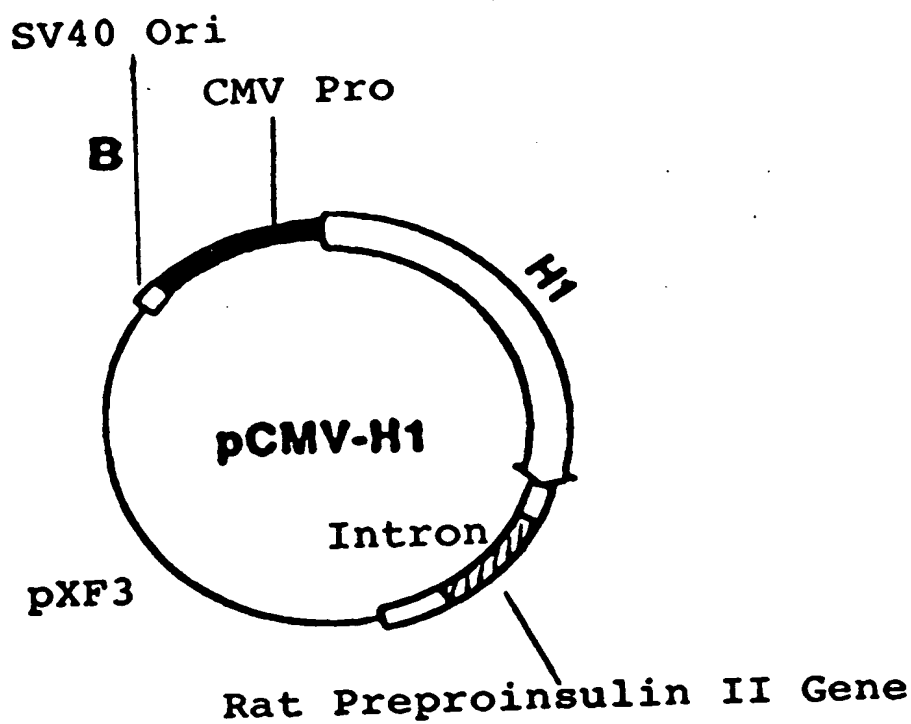 SV40 Ori
CMV Pro
B
H1
pCMV-H1
Intron
pXF3
Rat Preproinsulin II Gene